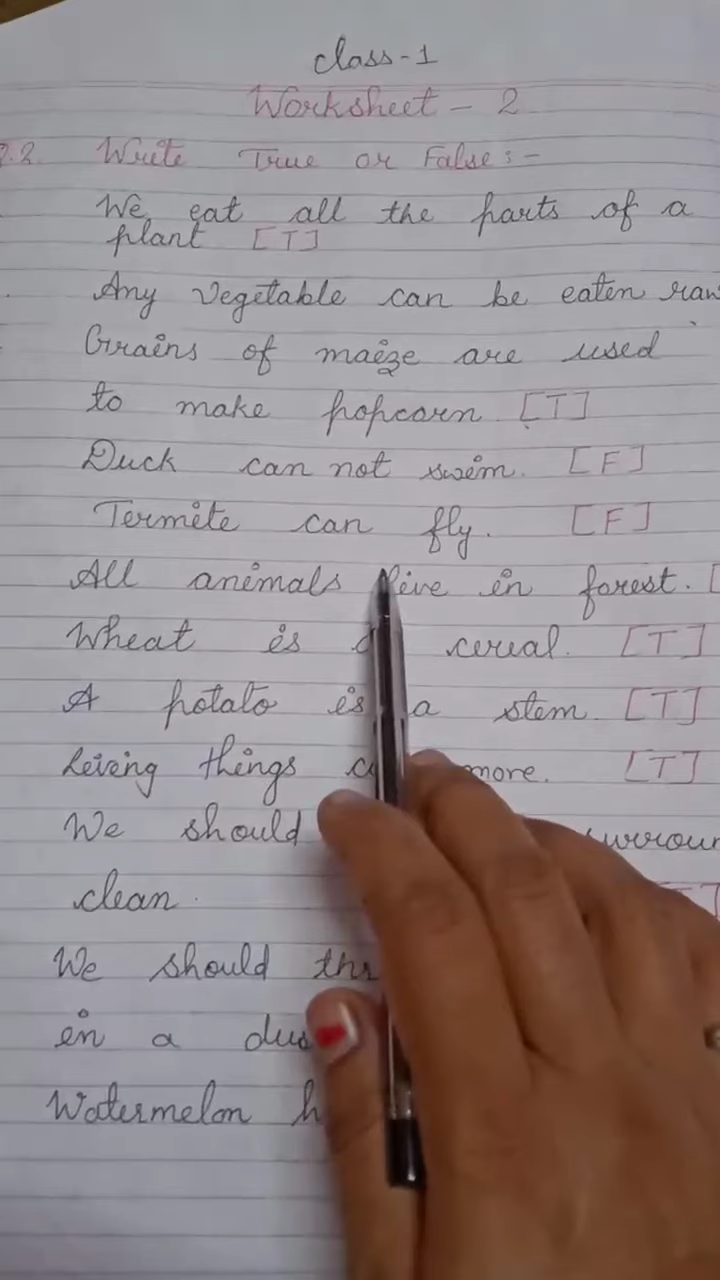 class-1
Worksheet - 2
Write True or False:-
We eat all the parts of a
plant [T]
Any vegetable can be eaten raw
Grains of maize are used
to make popcorn [T]
Duck can not swim. [F]
Termite can fly. [F]
All animals live in forest. [
Wheat is cereal. [T]
A potato is a stem. [T]
Leiving things more. [T]
We should
clean.
We should
in a
Watermelon